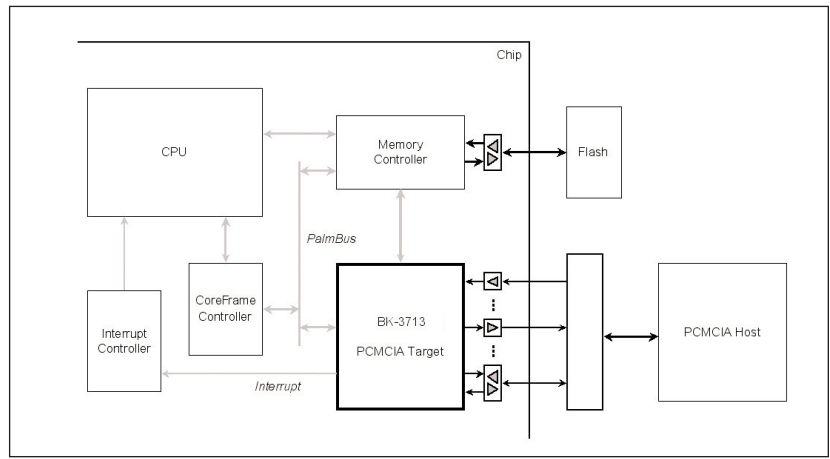 Chip
CPU
Memory
Controller
Flash
PalmBus
CoreFrame
Controller
Interrupt
Controller
BK-3713
PCMCIA Target
PCMCIA Host
Interrupt